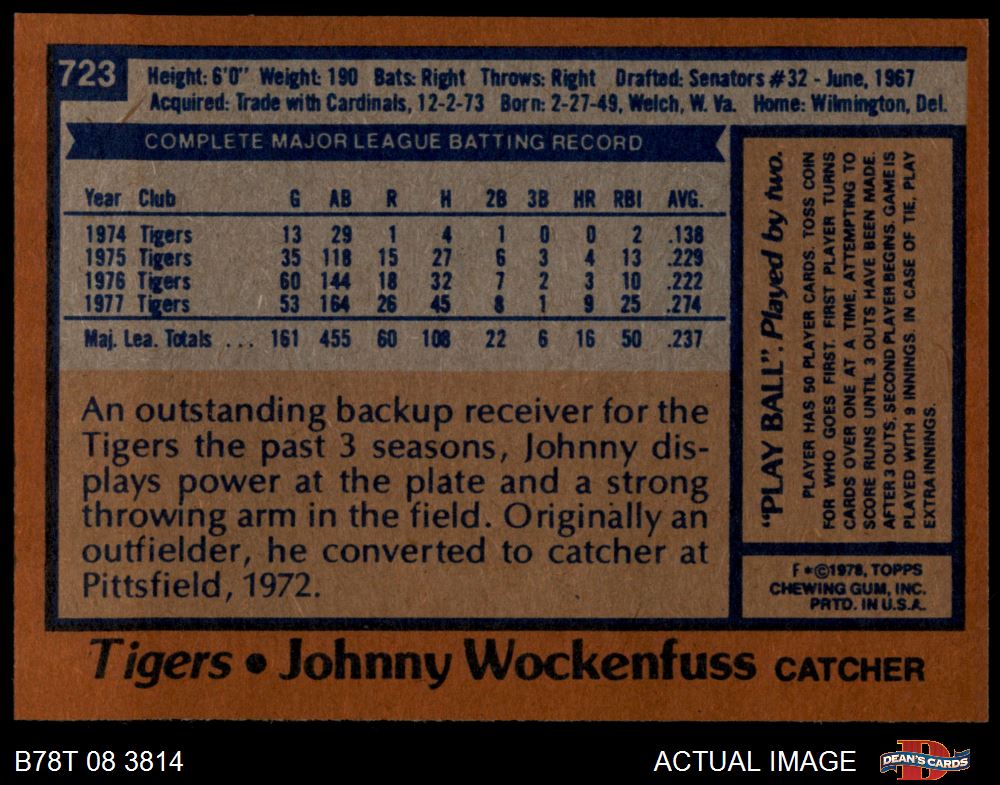 723
Height: 6'0" Weight: 190 Bats: Right Throws: Right Drafted: Senators #32 - June, 1967
Acquired: Trade with Cardinals, 12-2-73 Born: 2-27-49, Welch, W. Va. Home: Wilmington, Del.
COMPLETE MAJOR LEAGUE BATTING RECORD
Year Club G AB R H 2B 3B HR RBI AVG.
1974 Tigers 13 29 1 4 1 0 0 2 .138
1975 Tigers 35 118 15 27 6 3 4 13 .229
1976 Tigers 60 144 18 32 7 2 3 10 .222
1977 Tigers 53 164 26 45 8 1 9 25 .274
Maj. Lea. Totals ... 161 455 60 108 22 6 16 50 .237
An outstanding backup receiver for the
Tigers the past 3 seasons, Johnny dis-
plays power at the plate and a strong
throwing arm in the field. Originally an
outfielder, he converted to catcher at
Pittsfield, 1972.
"PLAY BALL". Played by two.
PLAYER HAS 50 PLAYER CARDS. TOSS COIN
FOR WHO GOES FIRST. FIRST PLAYER TURNS
CARDS OVER ONE AT A TIME, ATTEMPTING TO
SCORE RUNS UNTIL 3 OUTS HAVE BEEN MADE.
AFTER 3 OUTS, SECOND PLAYER BEGINS. GAME IS
PLAYED WITH 9 INNINGS. IN CASE OF TIE, PLAY
EXTRA INNINGS.
F*©1978, TOPPS
CHEWING GUM, INC.
PRTD. IN U.S.A.
Tigers • Johnny Wockenfuss CATCHER
B78T 08 3814
ACTUAL IMAGE
D
DEAN'S CARDS